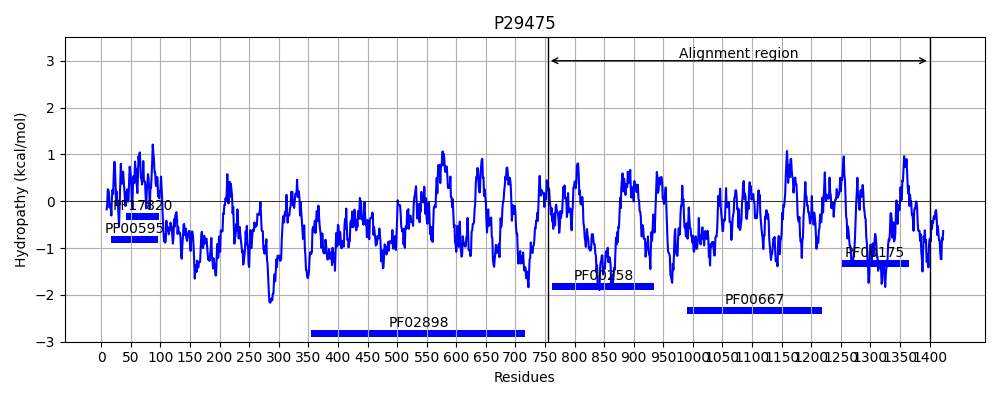 P29475
Alignment region
PF17820
PF00595
PF00175
PF00258
PF00667
PF02898
3
2
1
0
−1
−2
−3
Hydropathy (kcal/mol)
0 50 100 150 200 250 300 350 400 450 500 550 600 650 700 750 800 850 900 950 1000 1050 1100 1150 1200 1250 1300 1350 1400
Residues